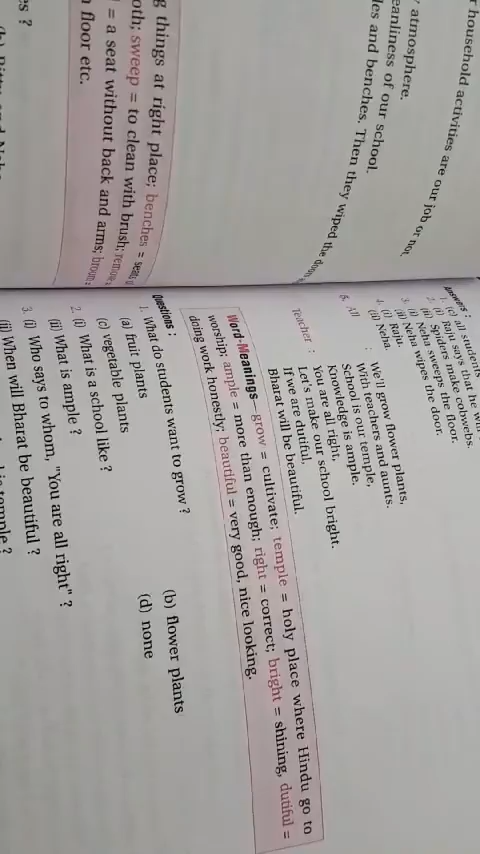 household activities are our job or not.
atmosphere.
eanliness of our school.
les and benches. Then they wiped the
g things at right place; benches =
oth; sweep = to clean with brush;
= a seat without back and arms; broom
floor etc.
es ?
Answers :
1. (c) all students
2. (i) Raju says that he
(ii) Spiders make cobwebs.
3. (i) Neha sweeps the floor.
(ii) Neha wipes the door.
4. (i) Raju.
(ii) Neha.
5. All : We'll grow flower plants,
With teachers and aunts.
School is our temple,
Knowledge is ample.
Teacher : You are all right.
Let's make our school bright.
If we are dutiful.
Bharat will be beautiful.
Word-Meanings—grow = cultivate; temple = holy place where Hindu go to
worship; ample = more than enough; right = correct; bright = shining, dutiful =
doing work honestly; beautiful = very good, nice looking.
Questions :
1. What do students want to grow ?
(a) fruit plants (b) flower plants
(c) vegetable plants (d) none
2. (i) What is a school like ?
(ii) What is ample ?
3. (i) Who says to whom, "You are all right" ?
(ii) When will Bharat be beautiful ?
temple ?